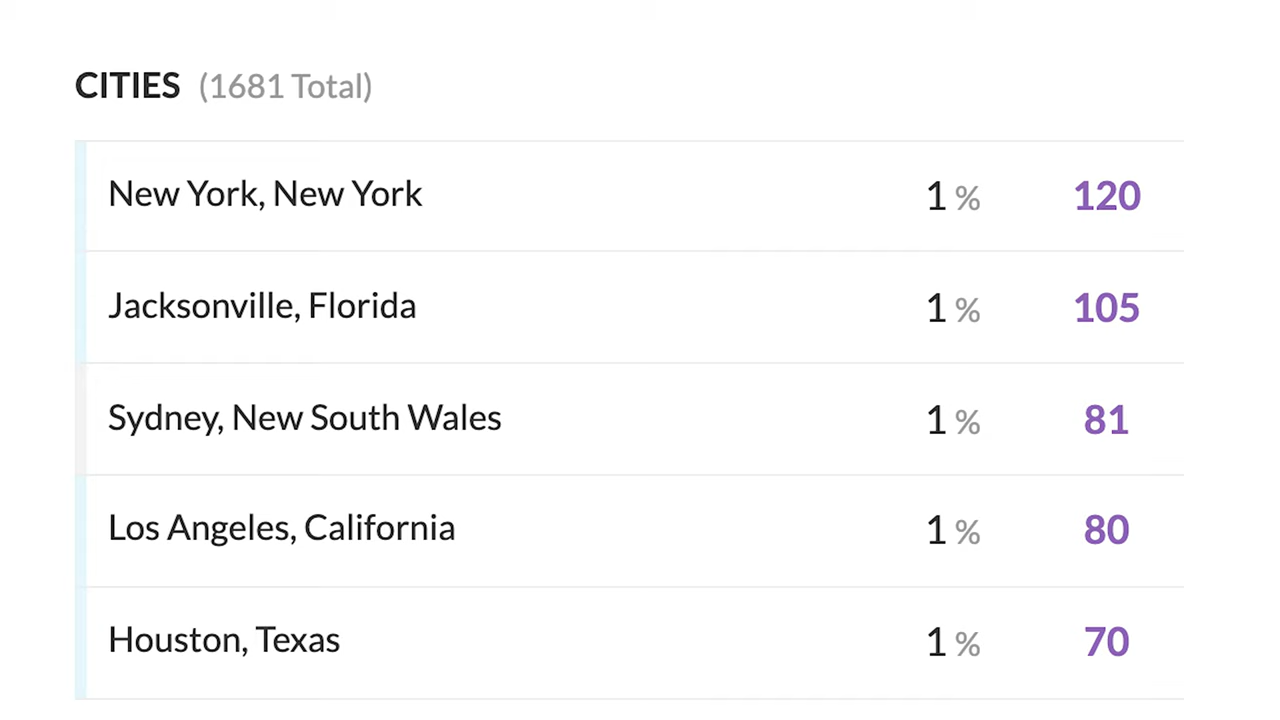 CITIES (1681 Total)
New York, New York 1 % 120
Jacksonville, Florida 1 % 105
Sydney, New South Wales 1 % 81
Los Angeles, California 1 % 80
Houston, Texas 1 % 70